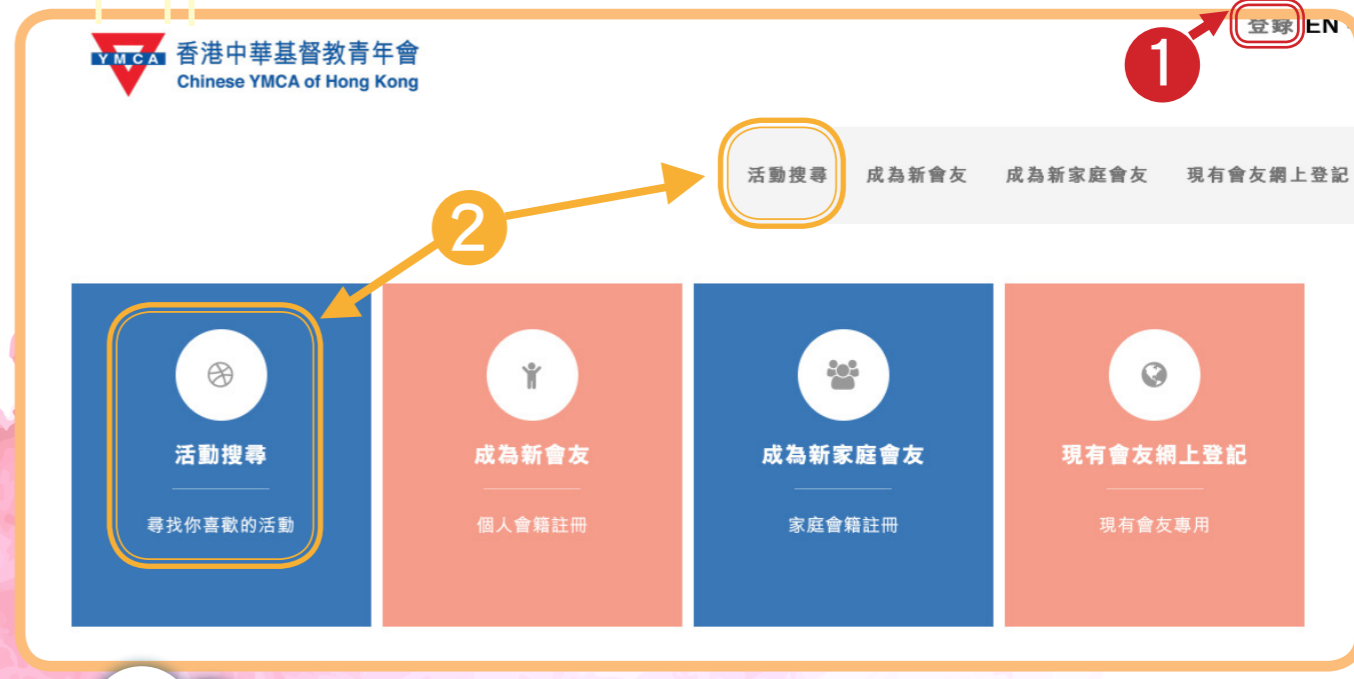 登錄 EN
1
YMCA
香港中華基督教青年會
Chinese YMCA of Hong Kong
活動搜尋 成為新會友 成為新家庭會友 現有會友網上登記
2
活動搜尋
尋找你喜歡的活動
成為新會友
個人會籍註冊
成為新家庭會友
家庭會籍註冊
現有會友網上登記
現有會友專用